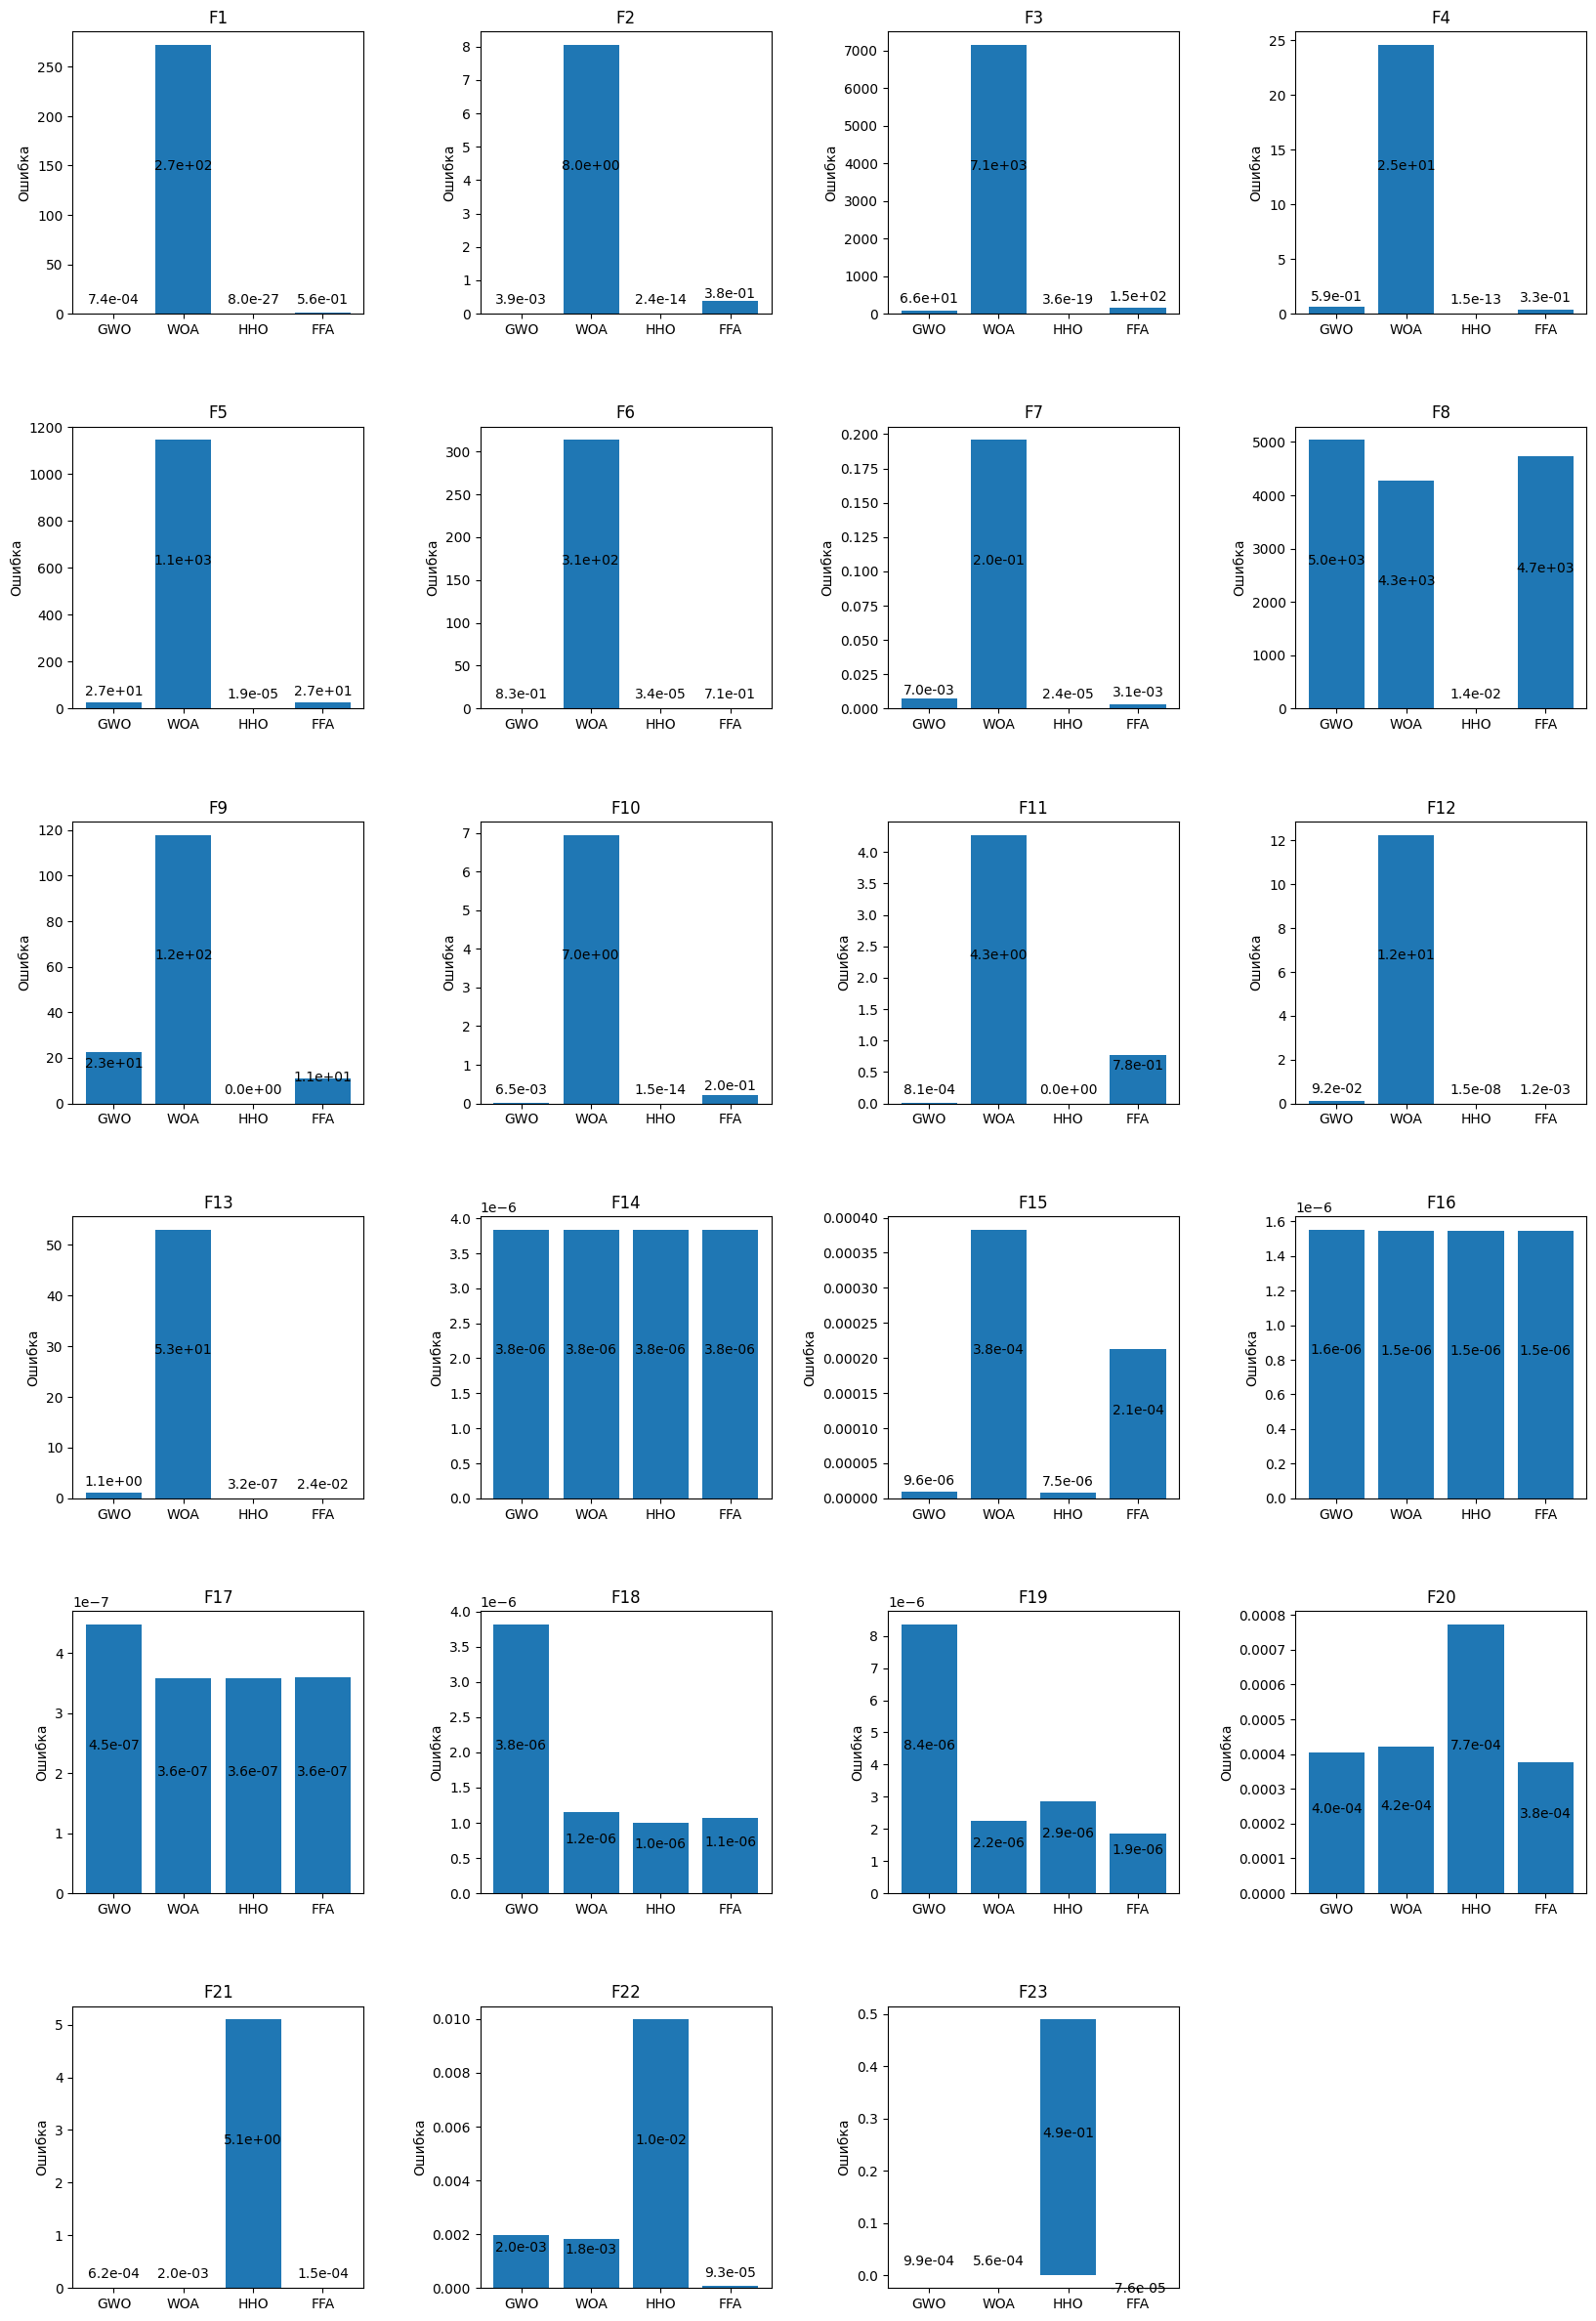 F1
250
200
150
100
50
0
Ошибка
7.4e-04 2.7e+02 8.0e-27 5.6e-01
GWO WOA HHO FFA
F2
8
7
6
5
4
3
2
1
0
Ошибка
3.9e-03 8.0e+00 2.4e-14 3.8e-01
GWO WOA HHO FFA
F3
7000
6000
5000
4000
3000
2000
1000
0
Ошибка
6.6e+01 7.1e+03 3.6e-19 1.5e+02
GWO WOA HHO FFA
F4
25
20
15
10
5
0
Ошибка
5.9e-01 2.5e+01 1.5e-13 3.3e-01
GWO WOA HHO FFA
F5
1200
1000
800
600
400
200
0
Ошибка
2.7e+01 1.1e+03 1.9e-05 2.7e+01
GWO WOA HHO FFA
F6
300
250
200
150
100
50
0
Ошибка
8.3e-01 3.1e+02 3.4e-05 7.1e-01
GWO WOA HHO FFA
F7
0.200
0.175
0.150
0.125
0.100
0.075
0.050
0.025
0.000
Ошибка
7.0e-03 2.0e-01 2.4e-05 3.1e-03
GWO WOA HHO FFA
F8
5000
4000
3000
2000
1000
0
Ошибка
5.0e+03 4.3e+03 1.4e-02 4.7e+03
GWO WOA HHO FFA
F9
120
100
80
60
40
20
0
Ошибка
2.3e+01 1.2e+02 0.0e+00 1.1e+01
GWO WOA HHO FFA
F10
7
6
5
4
3
2
1
0
Ошибка
6.5e-03 7.0e+00 1.5e-14 2.0e-01
GWO WOA HHO FFA
F11
4.0
3.5
3.0
2.5
2.0
1.5
1.0
0.5
0.0
Ошибка
8.1e-04 4.3e+00 0.0e+00 7.8e-01
GWO WOA HHO FFA
F12
12
10
8
6
4
2
0
Ошибка
9.2e-02 1.2e+01 1.5e-08 1.2e-03
GWO WOA HHO FFA
F13
50
40
30
20
10
0
Ошибка
1.1e+00 5.3e+01 3.2e-07 2.4e-02
GWO WOA HHO FFA
F14
1e−6
4.0
3.5
3.0
2.5
2.0
1.5
1.0
0.5
0.0
Ошибка
3.8e-06 3.8e-06 3.8e-06 3.8e-06
GWO WOA HHO FFA
F15
0.00040
0.00035
0.00030
0.00025
0.00020
0.00015
0.00010
0.00005
0.00000
Ошибка
9.6e-06 3.8e-04 7.5e-06 2.1e-04
GWO WOA HHO FFA
F16
1e−6
1.6
1.4
1.2
1.0
0.8
0.6
0.4
0.2
0.0
Ошибка
1.6e-06 1.5e-06 1.5e-06 1.5e-06
GWO WOA HHO FFA
F17
1e−7
4
3
2
1
0
Ошибка
4.5e-07 3.6e-07 3.6e-07 3.6e-07
GWO WOA HHO FFA
F18
1e−6
4.0
3.5
3.0
2.5
2.0
1.5
1.0
0.5
0.0
Ошибка
3.8e-06 1.2e-06 1.0e-06 1.1e-06
GWO WOA HHO FFA
F19
1e−6
8
7
6
5
4
3
2
1
0
Ошибка
8.4e-06 2.2e-06 2.9e-06 1.9e-06
GWO WOA HHO FFA
F20
0.0008
0.0007
0.0006
0.0005
0.0004
0.0003
0.0002
0.0001
0.0000
Ошибка
4.0e-04 4.2e-04 7.7e-04 3.8e-04
GWO WOA HHO FFA
F21
5
4
3
2
1
0
Ошибка
6.2e-04 2.0e-03 5.1e+00 1.5e-04
GWO WOA HHO FFA
F22
0.010
0.008
0.006
0.004
0.002
0.000
Ошибка
2.0e-03 1.8e-03 1.0e-02 9.3e-05
GWO WOA HHO FFA
F23
0.5
0.4
0.3
0.2
0.1
0.0
Ошибка
9.9e-04 5.6e-04 4.9e-01 7.6e-05
GWO WOA HHO FFA